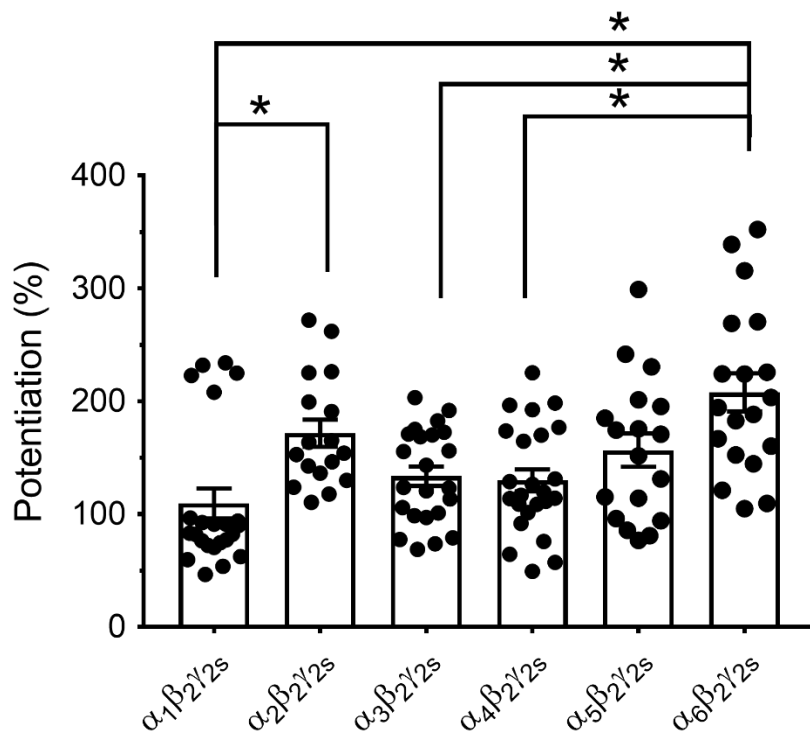 *
*
*
*
400
300
200
100
0
Potentiation (%)
α₁β₂γ₂s
α₂β₂γ₂s
α₃β₂γ₂s
α₄β₂γ₂s
α₅β₂γ₂s
α₆β₂γ₂s